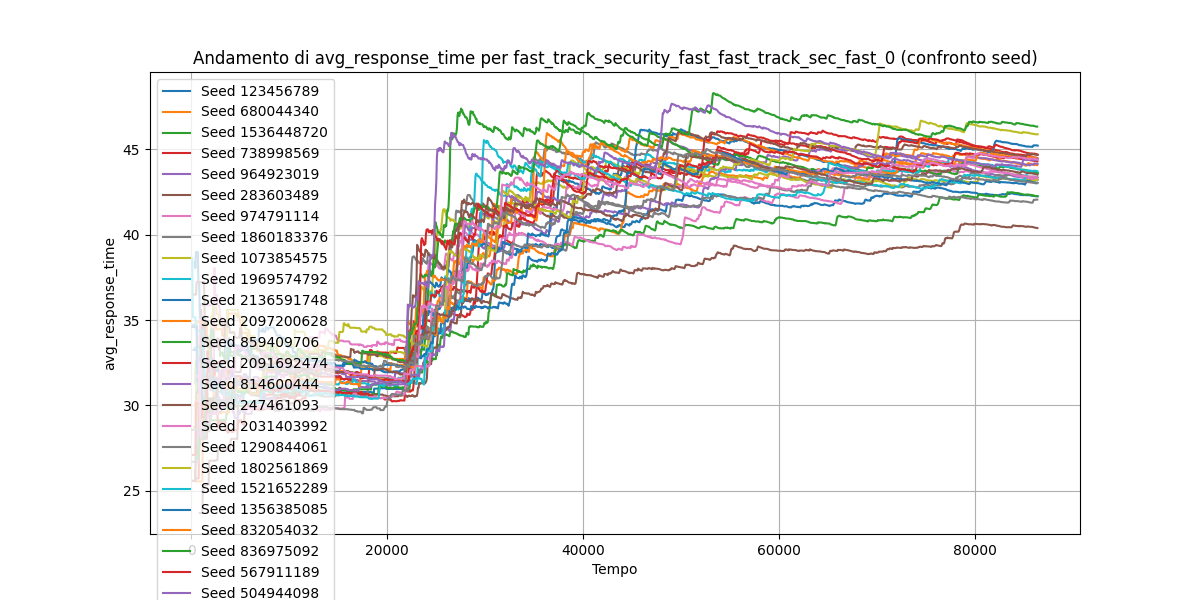 Andamento di avg_response_time per fast_track_security_fast_fast_track_sec_fast_0 (confronto seed)
Seed 123456789
Seed 680044340
Seed 1536448720
Seed 738998569
Seed 964923019
Seed 283603489
Seed 974791114
Seed 1860183376
Seed 1073854575
Seed 1969574792
Seed 2136591748
Seed 2097200628
Seed 859409706
Seed 2091692474
Seed 814600444
Seed 247461093
Seed 2031403992
Seed 1290844061
Seed 1802561869
Seed 1521652289
Seed 1356385085
Seed 832054032
Seed 836975092
Seed 567911189
Seed 504944098
avg_response_time
45
40
35
30
25
0
20000
40000
60000
80000
Tempo